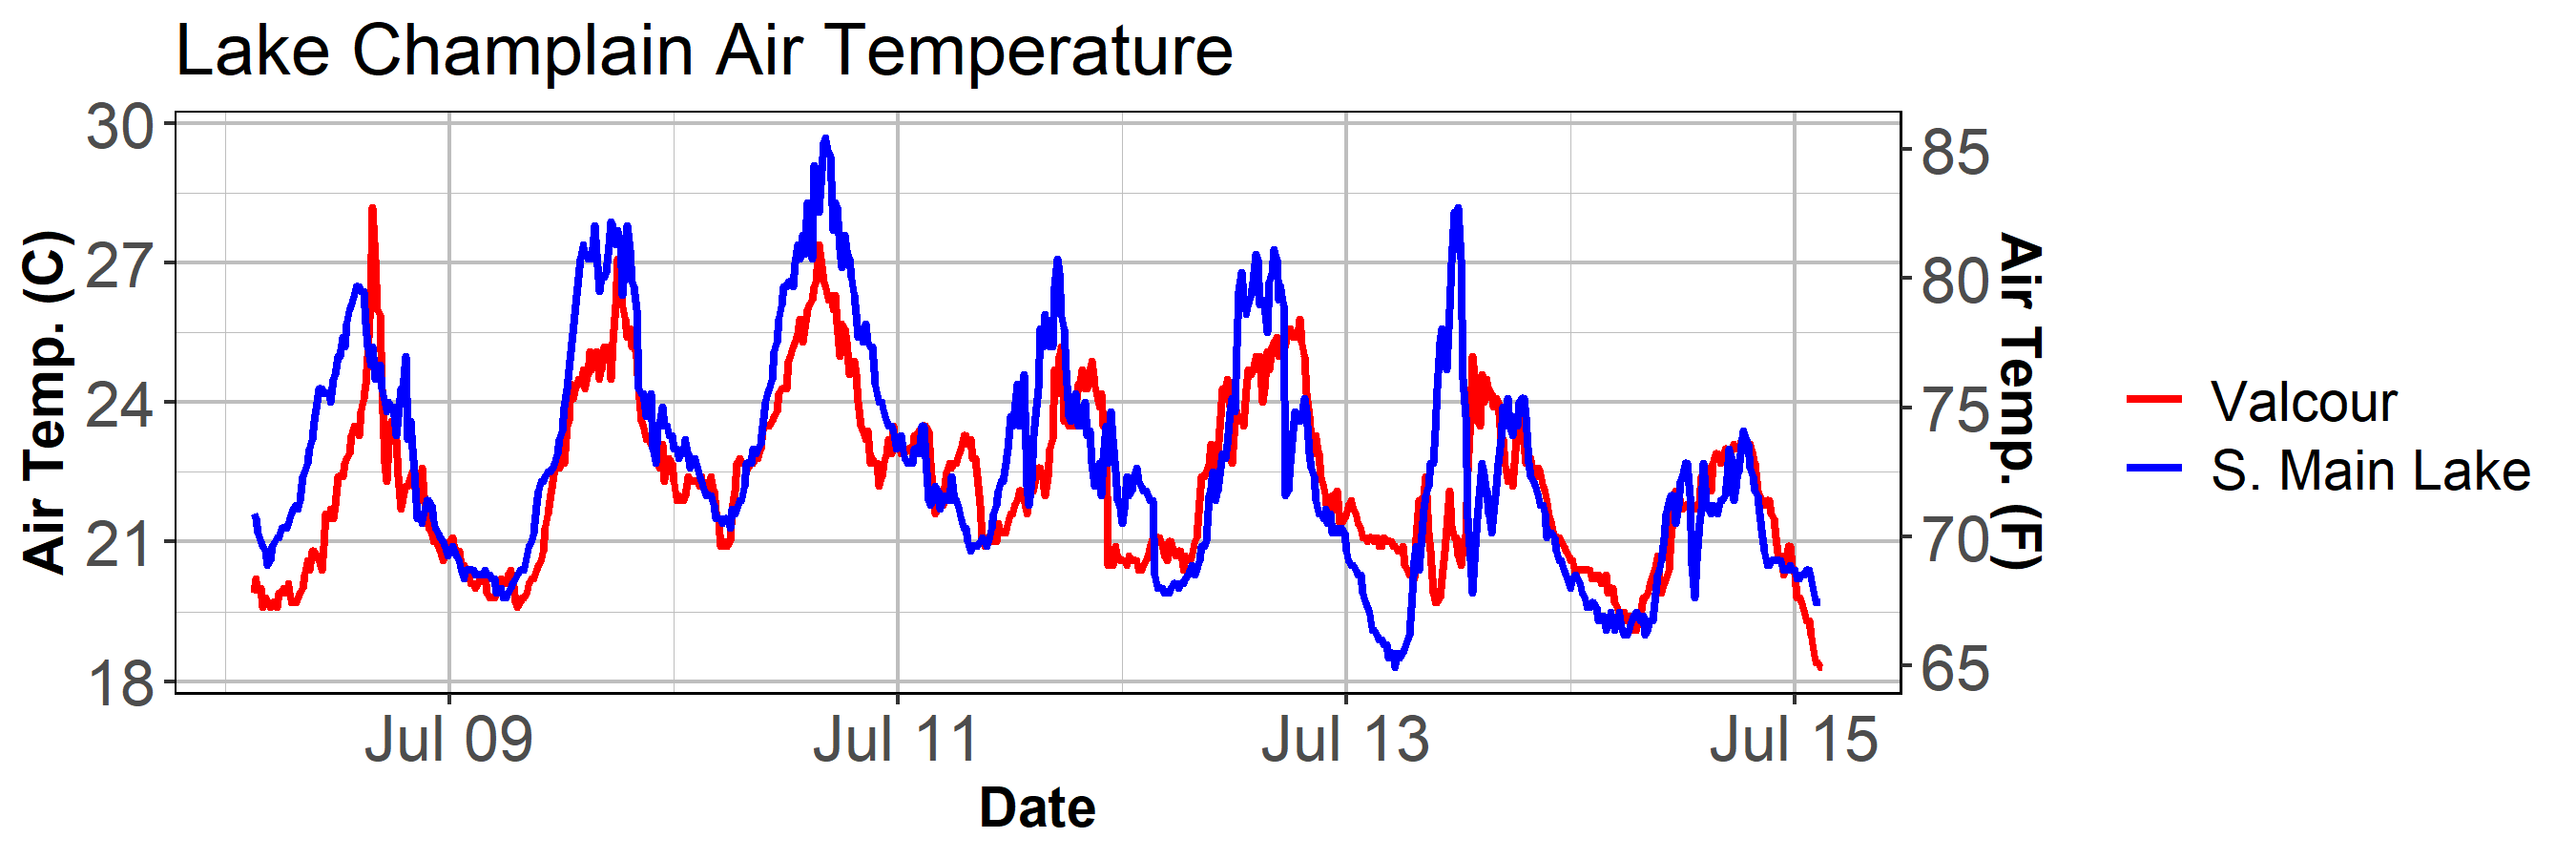 Lake Champlain Air Temperature
30
27
24
21
18
Air Temp. (C)
85
80
75
70
65
Air Temp. (F)
Jul 09
Jul 11
Jul 13
Jul 15
Date
Valcour
S. Main Lake